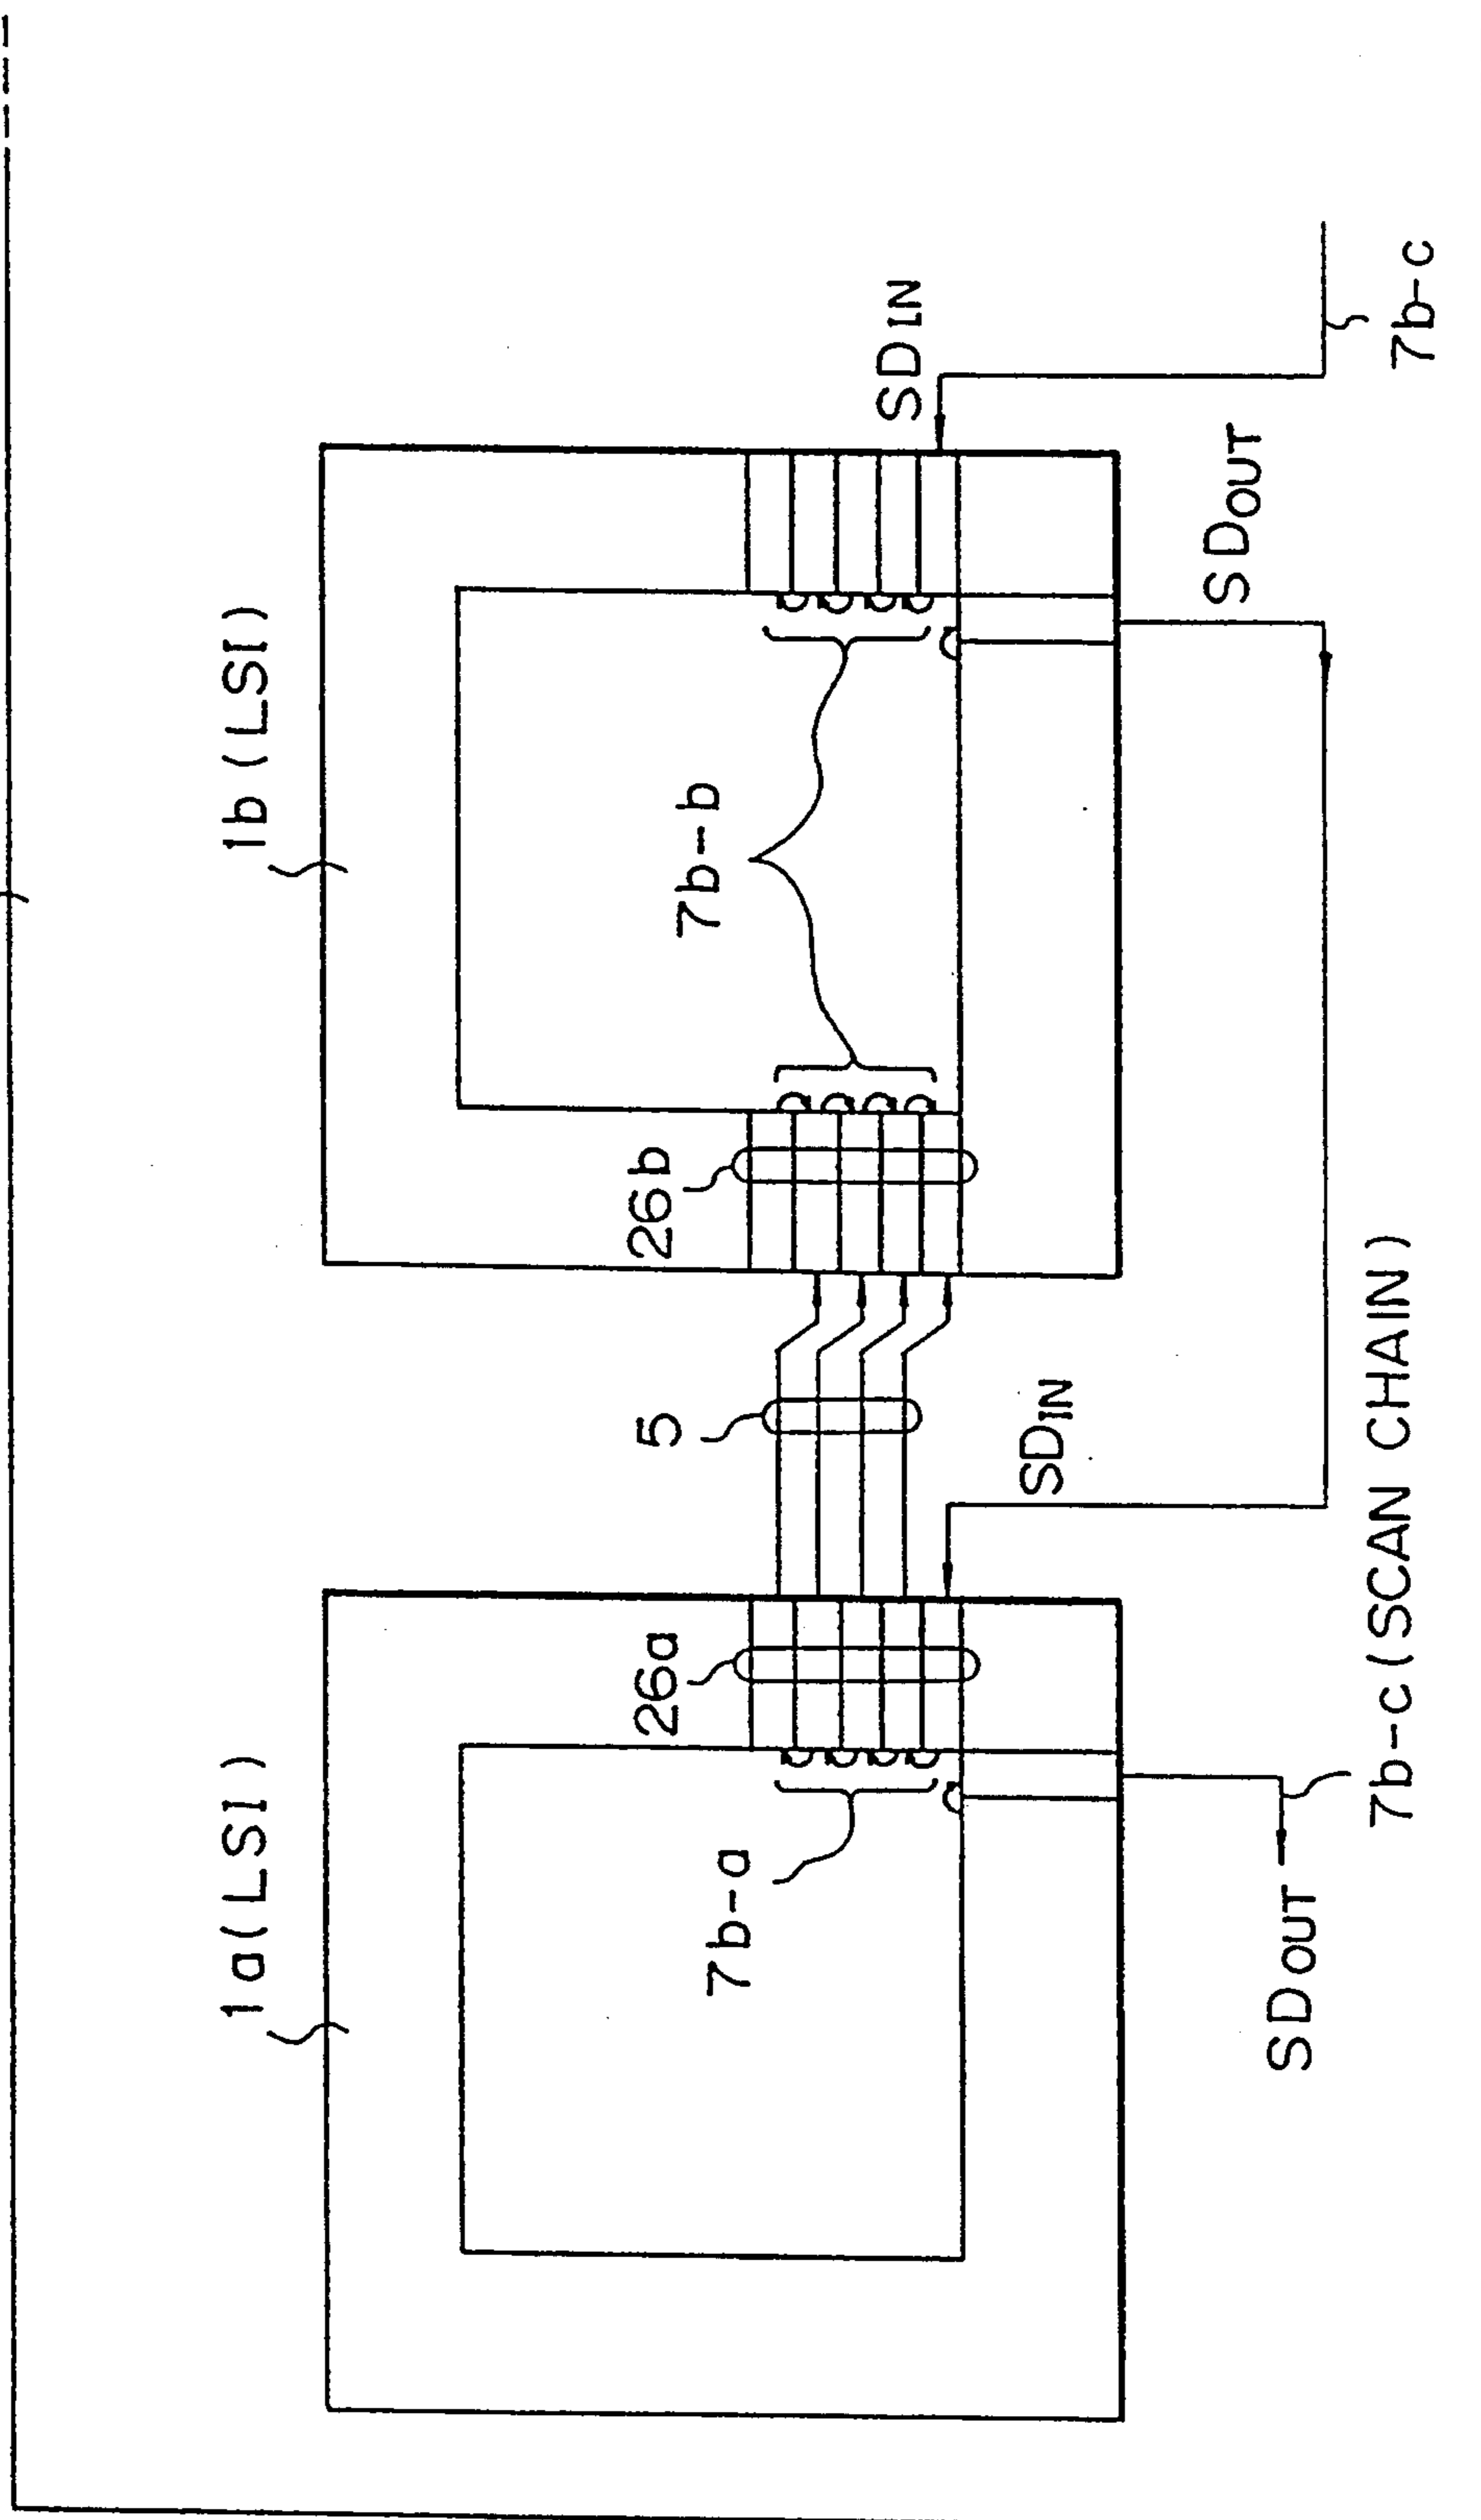 1a(LSI)
1b(LSI)
26a
5
26b
7b-a
7b-b
SDIN
SDIN
SDOUT
SDOUT
7b-c(SCAN CHAIN)
7b-c